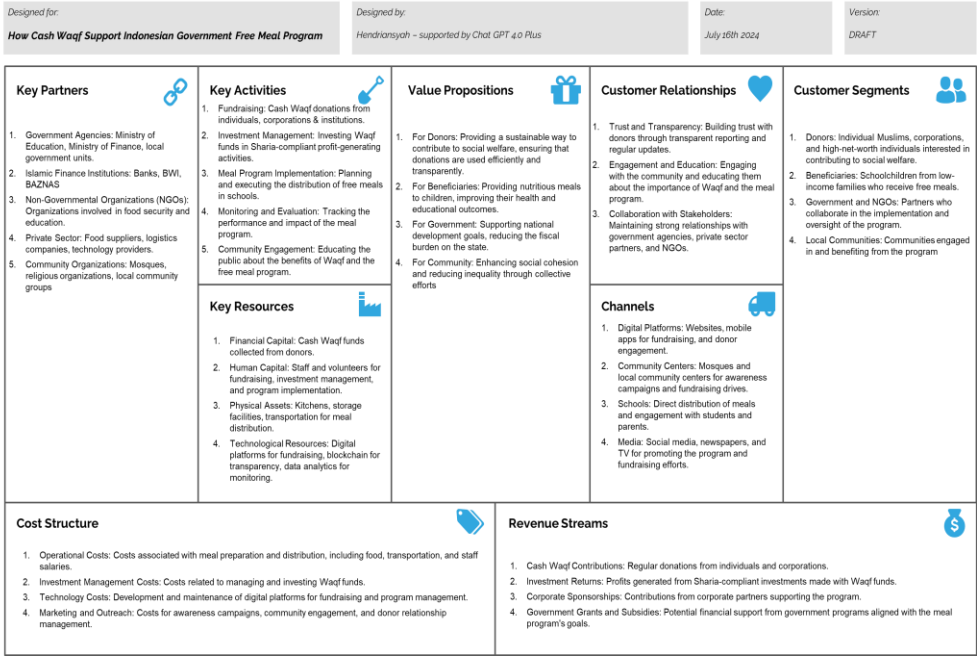 Designed for:
How Cash Waqf Support Indonesian Government Free Meal Program
Designed by:
Hendriansyah – supported by Chat GPT 4.0 Plus
Date:
July 16th 2024
Version:
DRAFT
Key Partners
1. Government Agencies: Ministry of
Education, Ministry of Finance, local
government units.
2. Islamic Finance Institutions: Banks, BWI,
BAZNAS
3. Non-Governmental Organizations (NGOs):
Organizations involved in food security and
education.
4. Private Sector: Food suppliers, logistics
companies, technology providers.
5. Community Organizations: Mosques,
religious organizations, local community
groups
Key Activities
1. Fundraising: Cash Waqf donations from
individuals, corporations & institutions.
2. Investment Management: Investing Waqf
funds in Sharia-compliant profit-generating
activities.
3. Meal Program Implementation: Planning
and executing the distribution of free meals
in schools.
4. Monitoring and Evaluation: Tracking the
performance and impact of the meal
program.
5. Community Engagement: Educating the
public about the benefits of Waqf and the
free meal program.
Key Resources
1. Financial Capital: Cash Waqf funds
collected from donors.
2. Human Capital: Staff and volunteers for
fundraising, investment management,
and program implementation.
3. Physical Assets: Kitchens, storage
facilities, transportation for meal
distribution.
4. Technological Resources: Digital
platforms for fundraising, blockchain for
transparency, data analytics for
monitoring.
Value Propositions
1. For Donors: Providing a sustainable way to
contribute to social welfare, ensuring that
donations are used efficiently and
transparently.
2. For Beneficiaries: Providing nutritious meals
to children, improving their health and
educational outcomes.
3. For Government: Supporting national
development goals, reducing the fiscal
burden on the state.
4. For Community: Enhancing social cohesion
and reducing inequality through collective
efforts
Customer Relationships
1. Trust and Transparency: Building trust with
donors through transparent reporting and
regular updates.
2. Engagement and Education: Engaging
with the community and educating them
about the importance of Waqf and the meal
program.
3. Collaboration with Stakeholders:
Maintaining strong relationships with
government agencies, private sector
partners, and NGOs.
Channels
1. Digital Platforms: Websites, mobile
apps for fundraising, and donor
engagement.
2. Community Centers: Mosques and
local community centers for awareness
campaigns and fundraising drives.
3. Schools: Direct distribution of meals
and engagement with students and
parents.
4. Media: Social media, newspapers, and
TV for promoting the program and
fundraising efforts.
Customer Segments
1. Donors: Individual Muslims, corporations,
and high-net-worth individuals interested in
contributing to social welfare.
2. Beneficiaries: Schoolchildren from low-
income families who receive free meals.
3. Government and NGOs: Partners who
collaborate in the implementation and
oversight of the program.
4. Local Communities: Communities engaged
in and benefiting from the program
Cost Structure
1. Operational Costs: Costs associated with meal preparation and distribution, including food, transportation, and staff
salaries.
2. Investment Management Costs: Costs related to managing and investing Waqf funds.
3. Technology Costs: Development and maintenance of digital platforms for fundraising and program management.
4. Marketing and Outreach: Costs for awareness campaigns, community engagement, and donor relationship
management.
Revenue Streams
$
1. Cash Waqf Contributions: Regular donations from individuals and corporations.
2. Investment Returns: Profits generated from Sharia-compliant investments made with Waqf funds.
3. Corporate Sponsorships: Contributions from corporate partners supporting the program.
4. Government Grants and Subsidies: Potential financial support from government programs aligned with the meal
program's goals.